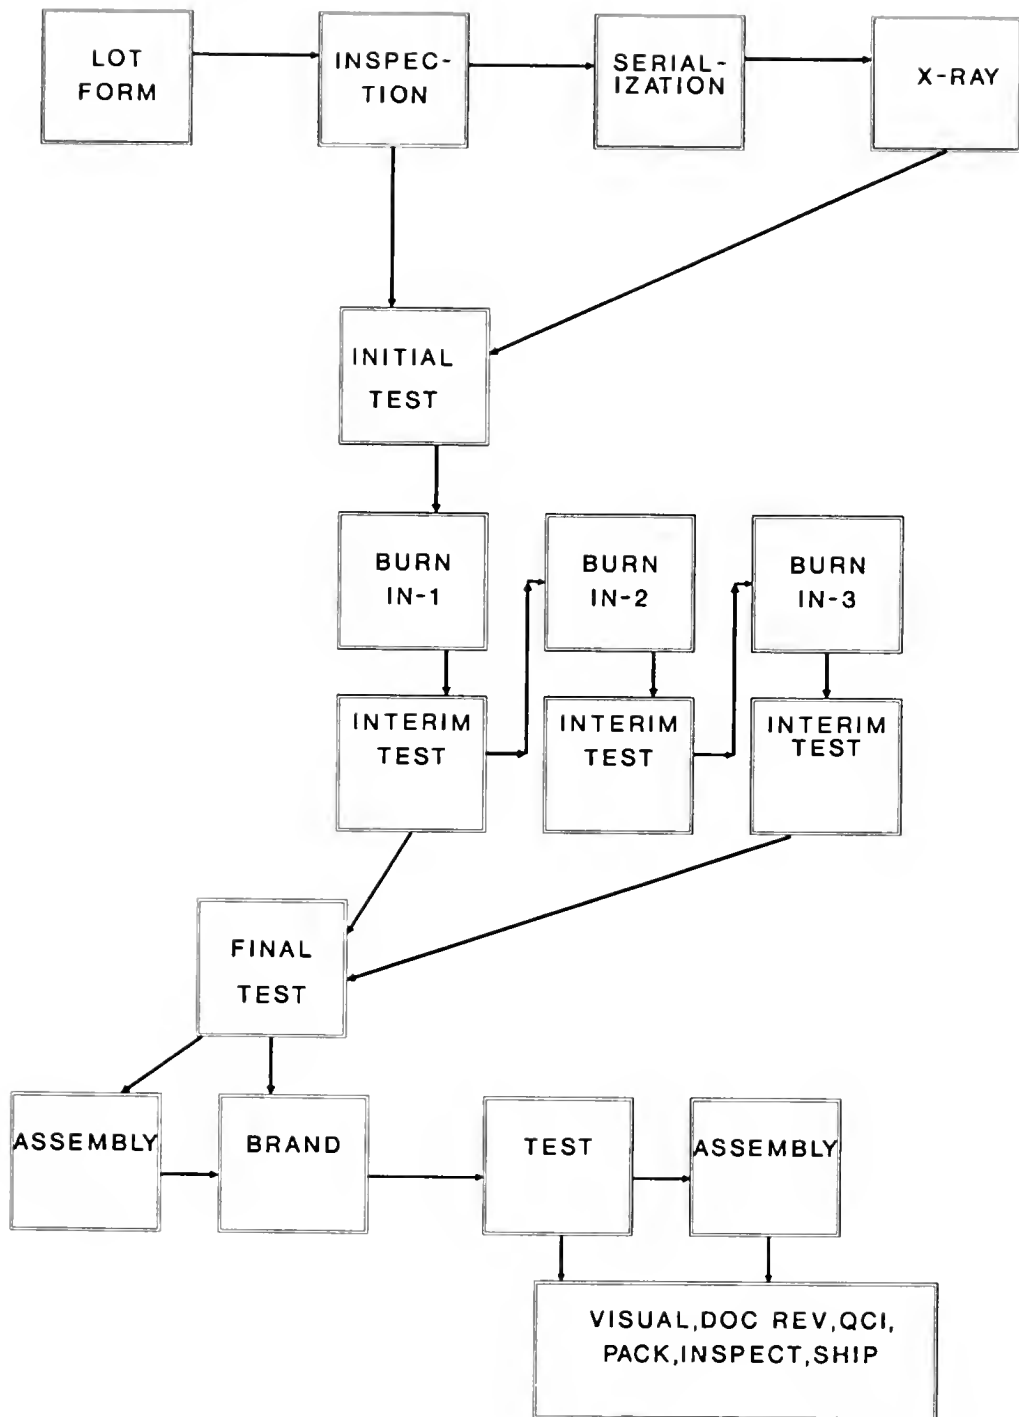 LOT
FORM
INSPEC-
TION
SERIAL-
IZATION
X-RAY
INITIAL
TEST
BURN
IN-1
BURN
IN-2
BURN
IN-3
INTERIM
TEST
INTERIM
TEST
INTERIM
TEST
FINAL
TEST
ASSEMBLY
BRAND
TEST
ASSEMBLY
VISUAL,DOC REV,QCI,
PACK,INSPECT,SHIP